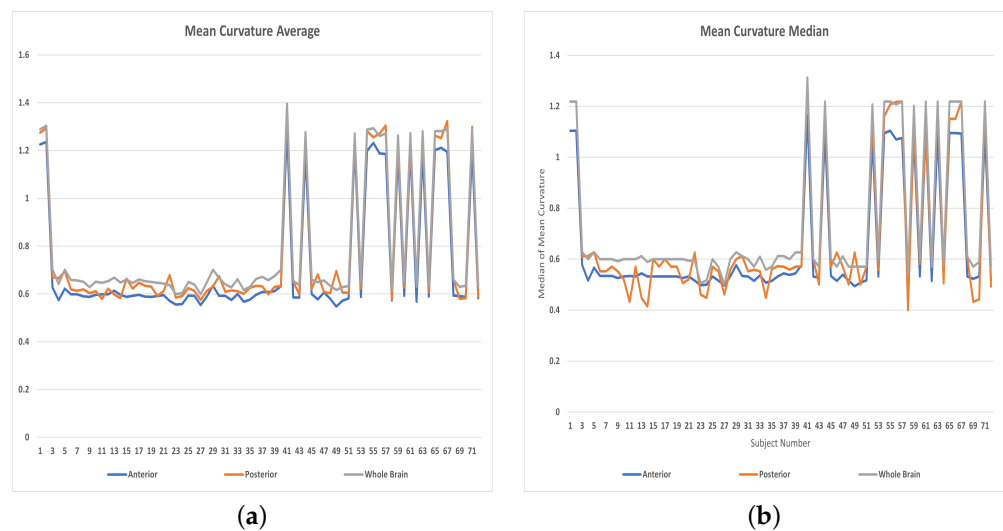 Mean Curvature Average
1.6
1.4
1.2
1
0.8
0.6
0.4
0.2
0
1 3 5 7 9 11 13 15 17 19 21 23 25 27 29 31 33 35 37 39 41 43 45 47 49 51 53 55 57 59 61 63 65 67 69 71
Anterior Posterior Whole Brain
(a)
Mean Curvature Median
Median of Mean Curvature
1.4
1.2
1
0.8
0.6
0.4
0.2
0
1 3 5 7 9 11 13 15 17 19 21 23 25 27 29 31 33 35 37 39 41 43 45 47 49 51 53 55 57 59 61 63 65 67 69 71
Subject Number
Anterior Posterior Whole Brain
(b)